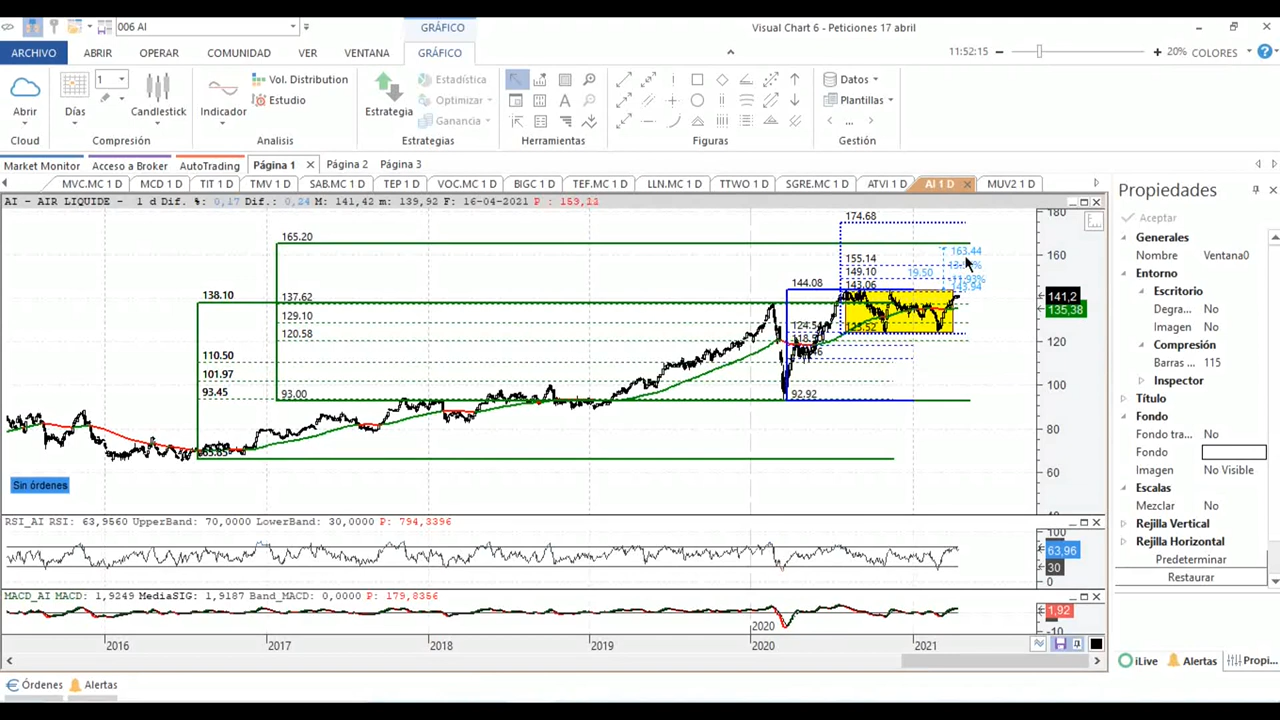 006 AI
GRÁFICO
Visual Chart 6 - Peticiones 17 abril
ARCHIVO ABRIR OPERAR COMUNIDAD VER VENTANA GRÁFICO
11:52:15
20% COLORES
1
Vol. Distribution
Estudio
Estadística
Optimizar
Ganancia
A
Datos
Plantillas
...
Abrir Días Candlestick Indicador Estrategia
Cloud Compresión Analisis Estrategias Herramientas Figuras Gestión
Market Monitor Acceso a Broker AutoTrading Página 1 Página 2 Página 3
MVC.MC 1 D MCD 1 D TIT 1 D TMV 1 D SAB.MC 1 D TEP 1 D VOC.MC 1 D BIGC 1 D TEF.MC 1 D LLN.MC 1 D TTWO 1 D SGRE.MC 1 D ATVI 1 D AI 1 D MUV2 1 D
AI - AIR LIQUIDE - 1 d Dif. %: 0,17 Dif.: 0,24 M: 141,42 m: 139,92 F: 16-04-2021 P : 159,22
180
174.68
165.20
163.44
160
155.14
149.10
19.50
143.94
144.08
143.06
138.10
137.62
141,2
135,38
129.10
120.58
120
110.50
101.97
93.45
93.00
92.92
100
80
60
Sin órdenes
RSI_AI RSI: 63,9560 UpperBand: 70,0000 LowerBand: 30,0000 P: 794,3396
100
63,96
30
0
MACD_AI MACD: 1,9249 MediaSIG: 1,9187 Band_MACD: 0,0000 P: 179,8356
1,92
-10
2020
2016 2017 2018 2019 2020 2021
Propiedades
Aceptar
Generales
Nombre Ventana0
Entorno
Escritorio
Degra... No
Imagen No
Compresión
Barras ... 115
Inspector
Título
Fondo
Fondo tra... No
Fondo
Imagen No Visible
Escalas
Mezclar No
Rejilla Vertical
Rejilla Horizontal
Predeterminar
Restaurar
iLive Alertas Propi...
Órdenes Alertas